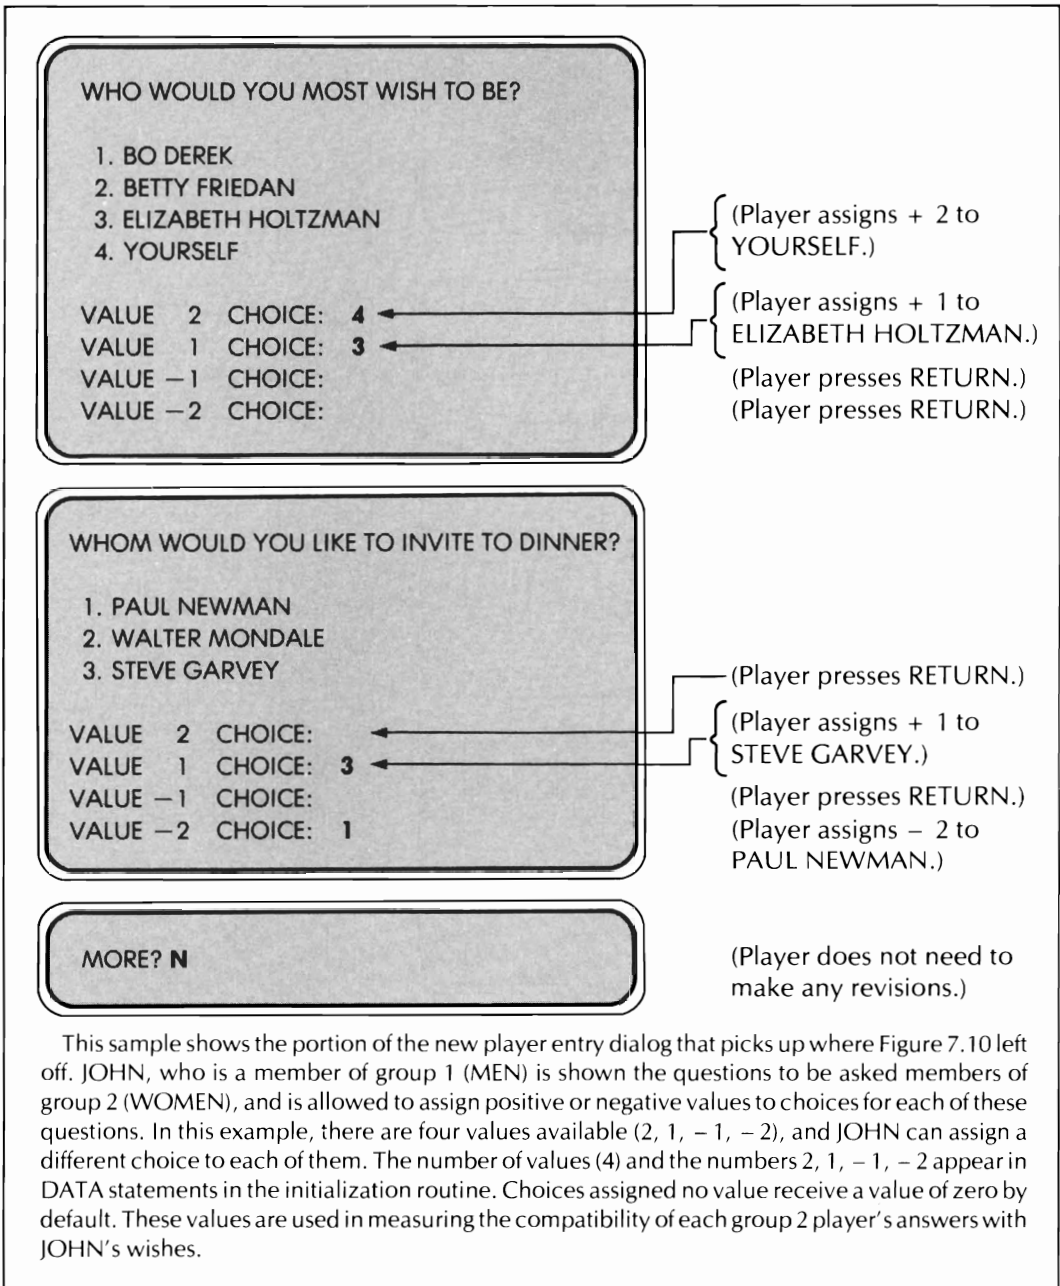 WHO WOULD YOU MOST WISH TO BE?
1. BO DEREK
2. BETTY FRIEDAN
3. ELIZABETH HOLTZMAN
4. YOURSELF
(Player assigns + 2 to
YOURSELF.)
VALUE 2 CHOICE: 4
(Player assigns + 1 to
ELIZABETH HOLTZMAN.)
VALUE 1 CHOICE: 3
VALUE – 1 CHOICE:
(Player presses RETURN.)
VALUE – 2 CHOICE:
(Player presses RETURN.)
WHOM WOULD YOU LIKE TO INVITE TO DINNER?
1. PAUL NEWMAN
2. WALTER MONDALE
3. STEVE GARVEY
(Player presses RETURN.)
VALUE 2 CHOICE:
(Player assigns + 1 to
STEVE GARVEY.)
VALUE 1 CHOICE: 3
VALUE – 1 CHOICE:
(Player presses RETURN.)
VALUE – 2 CHOICE: 1
(Player assigns – 2 to
PAUL NEWMAN.)
MORE? N
(Player does not need to
make any revisions.)
This sample shows the portion of the new player entry dialog that picks up where Figure 7.10 left
off. JOHN, who is a member of group 1 (MEN) is shown the questions to be asked members of
group 2 (WOMEN), and is allowed to assign positive or negative values to choices for each of these
questions. In this example, there are four values available (2, 1, – 1, – 2), and JOHN can assign a
different choice to each of them. The number of values (4) and the numbers 2, 1, – 1, – 2 appear in
DATA statements in the initialization routine. Choices assigned no value receive a value of zero by
default. These values are used in measuring the compatibility of each group 2 player's answers with
JOHN's wishes.